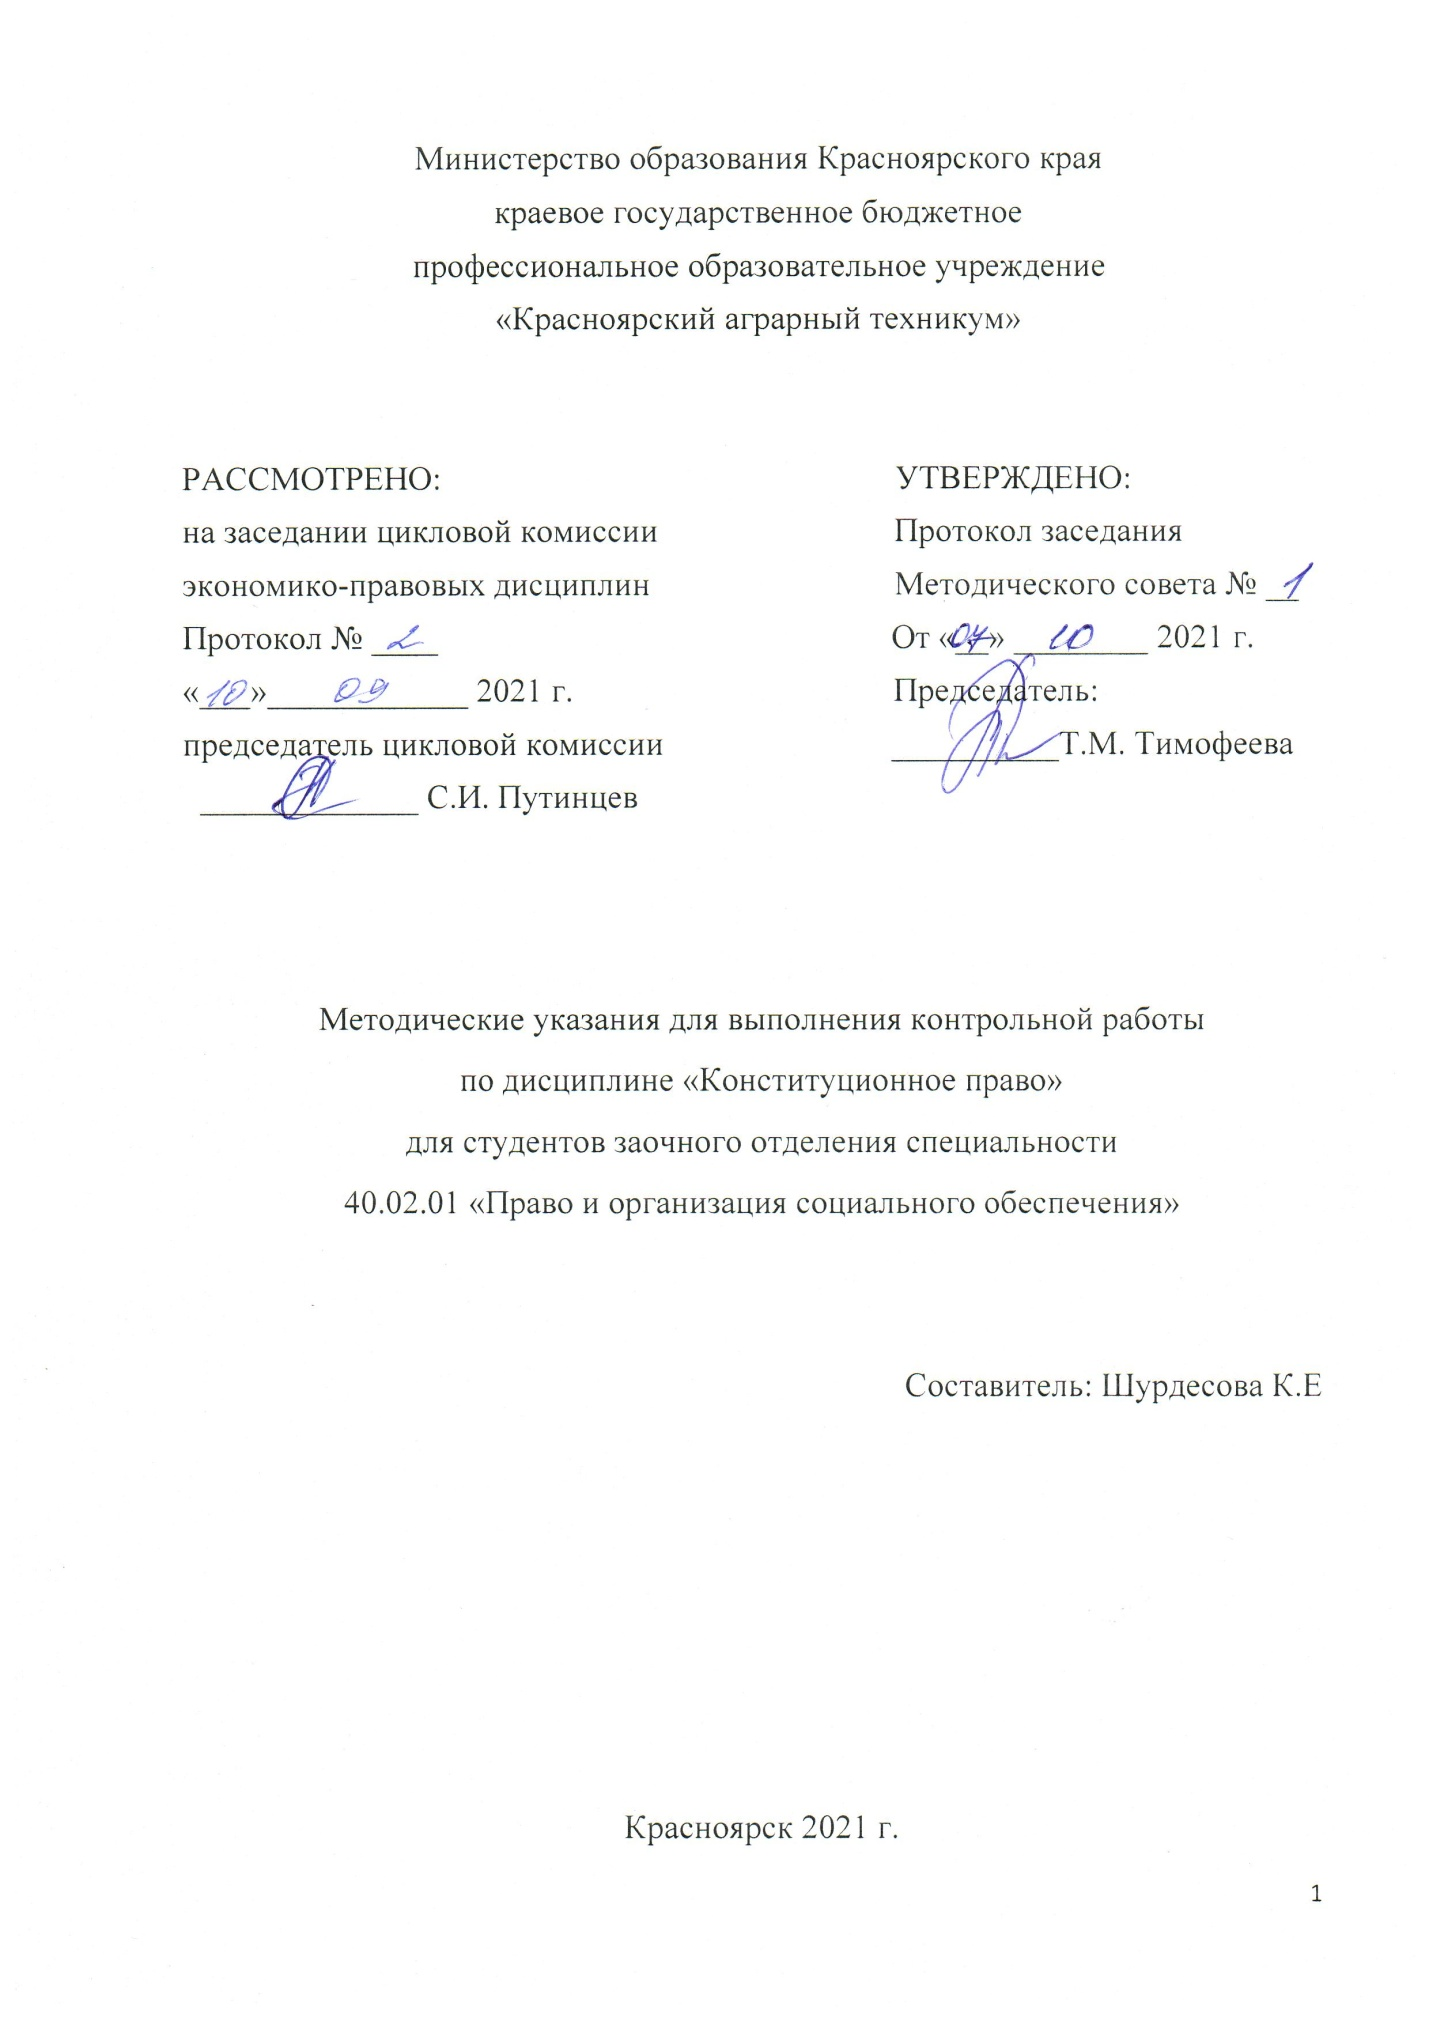 Министерство образования Красноярского края
краевое государственное бюджетное
профессиональное образовательное учреждение
«Красноярский аграрный техникум»
РАССМОТРЕНО:
на заседании цикловой комиссии
экономико-правовых дисциплин
Протокол № 2
«10» 09 2021 г.
председатель цикловой комиссии
С.И. Путинцев
УТВЕРЖДЕНО:
Протокол заседания
Методического совета № 1
От «07» 10 2021 г.
Председатель:
Т.М. Тимофеева
Методические указания для выполнения контрольной работы
по дисциплине «Конституционное право»
для студентов заочного отделения специальности
40.02.01 «Право и организация социального обеспечения»
Составитель: Шурдесова К.Е
Красноярск 2021 г.
1